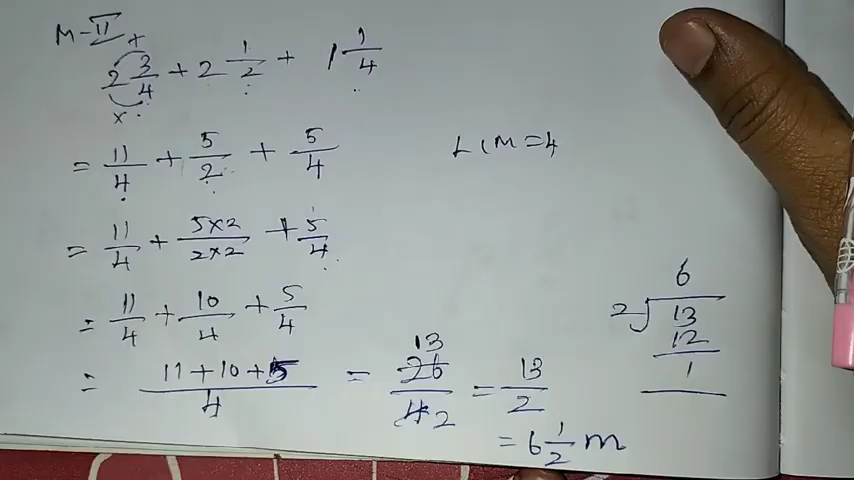 M-II
+
2 3/4 + 2 1/2 + 1 1/4
×
= 11/4 + 5/2 + 5/4
LCM = 4
= 11/4 + 5×2/2×2 + 5/4
= 11/4 + 10/4 + 5/4
= 11+10+5/4 = 26/4 13/2 = 13/2
= 6 1/2 m
6
2 13
12
1